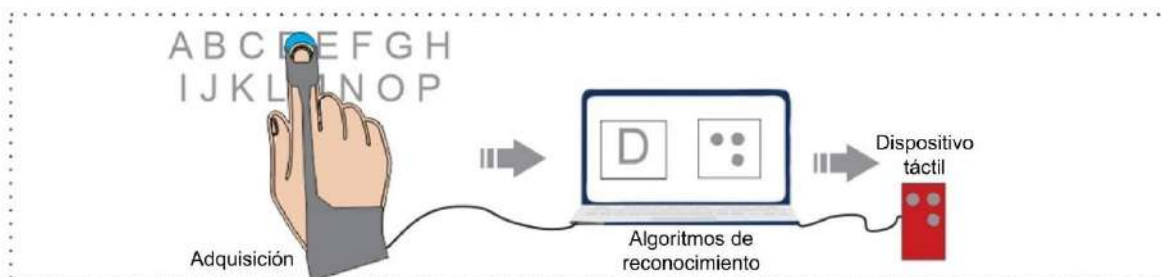 A B C E F G H
I J K L N O P
D
Dispositivo
táctil
Adquisición
Algoritmos de
reconocimiento